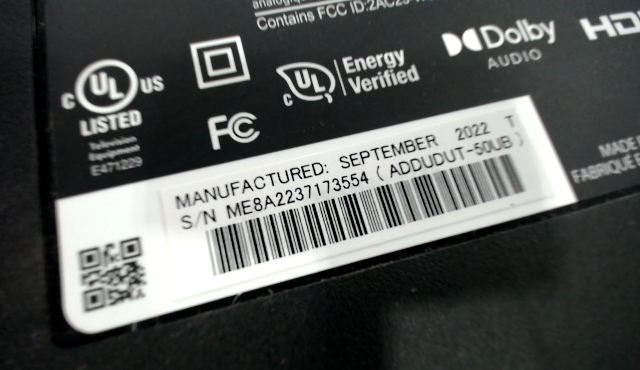 Contains FCC ID:2AC23-
C UL US
LISTED
Television
Equipment
E471229
FC
C UL Energy
Verified
Dolby
AUDIO
MANUFACTURED: SEPTEMBER 2022 T
S/N ME8A2237173554 ( ADDUDUT-50UB )
MADE
FABRIQUÉ